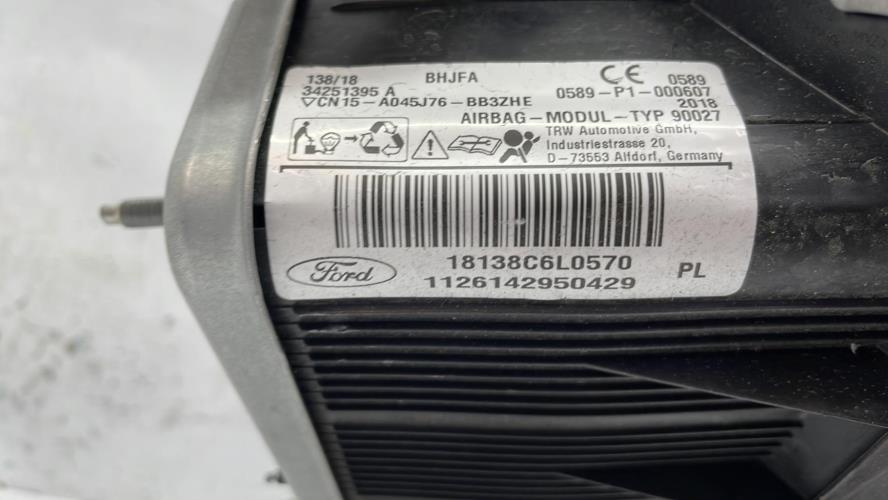 138/18 BHJFA CE 0589
34251395 A 0589-P1-000607
▽CN15-A045J76-BB3ZHE 2018
AIRBAG-MODUL-TYP 90027
TRW Automotive GmbH,
Industriestrasse 20,
D-73553 Alfdorf, Germany
18138C6L0570
Ford PL
1126142950429